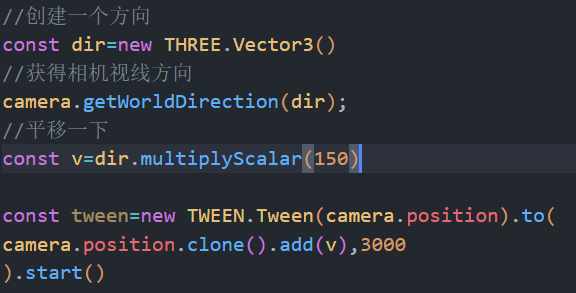 //创建一个方向
const dir=new THREE.Vector3()
//获得相机视线方向
camera.getWorldDirection(dir);
//平移一下
const v=dir.multiplyScalar(150)
const tween=new TWEEN.Tween(camera.position).to(
camera.position.clone().add(v),3000
).start()